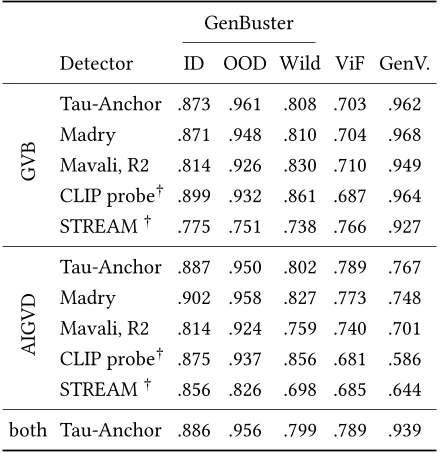 GenBuster
Detector ID OOD Wild ViF GenV.
GVB
Tau-Anchor .873 .961 .808 .703 .962
Madry .871 .948 .810 .704 .968
Mavali, R2 .814 .926 .830 .710 .949
CLIP probe† .899 .932 .861 .687 .964
STREAM † .775 .751 .738 .766 .927
AIGVD
Tau-Anchor .887 .950 .802 .789 .767
Madry .902 .958 .827 .773 .748
Mavali, R2 .814 .924 .759 .740 .701
CLIP probe† .875 .937 .856 .681 .586
STREAM † .856 .826 .698 .685 .644
both Tau-Anchor .886 .956 .799 .789 .939